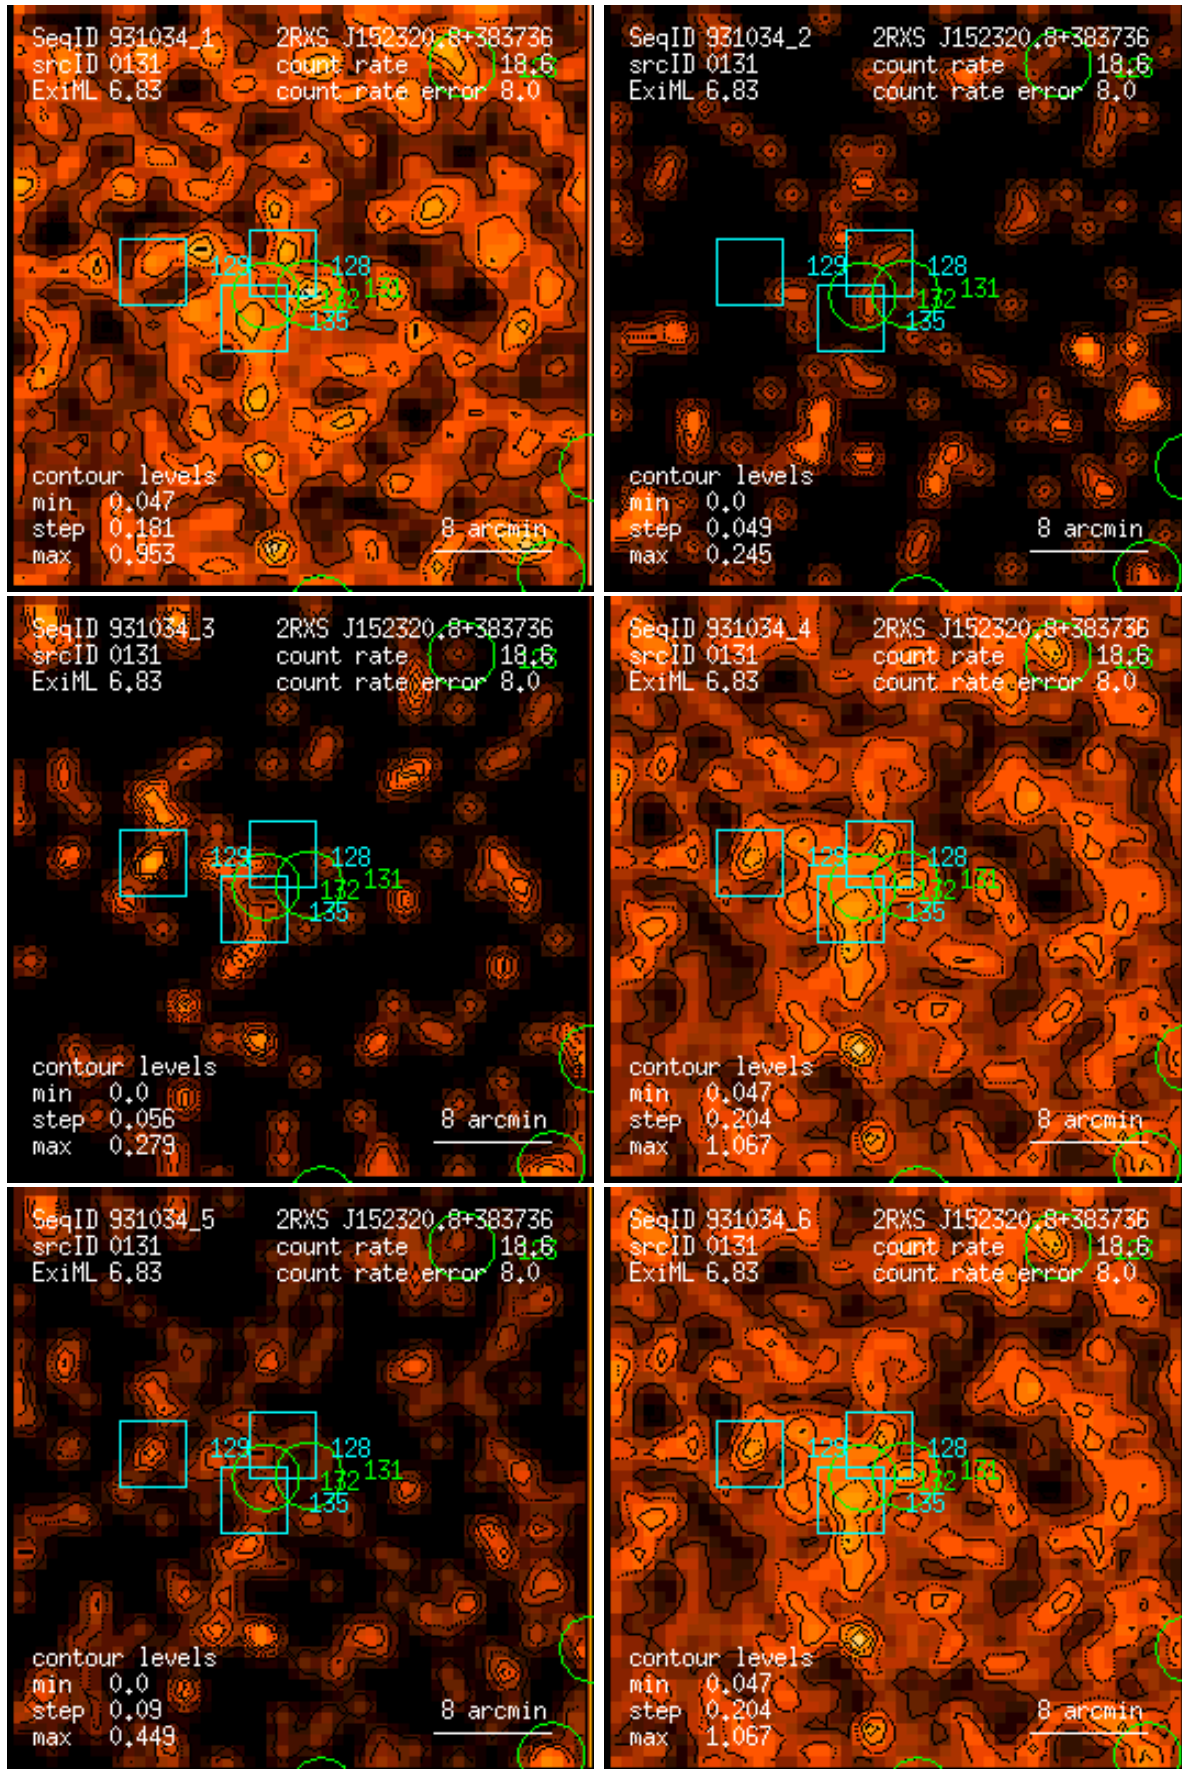 SeqID 931034_1 2RXS J152320.8+383736
srcID 0131 count rate 18.6
ExiML 6.83 count rate error 8.0
129 128
131
132
135
contour levels
min 0.047
step 0.181 8 arcmin
max 0.953
SeqID 931034_2 2RXS J152320.8+383736
srcID 0131 count rate 18.6
ExiML 6.83 count rate error 8.0
129 128
131
132
135
contour levels
min 0.0
step 0.049 8 arcmin
max 0.245
SeqID 931034_3 2RXS J152320.8+383736
srcID 0131 count rate 18.6
ExiML 6.83 count rate error 8.0
129 128
131
132
135
contour levels
min 0.0
step 0.056 8 arcmin
max 0.279
SeqID 931034_4 2RXS J152320.8+383736
srcID 0131 count rate 18.6
ExiML 6.83 count rate error 8.0
129 128
131
132
135
contour levels
min 0.047
step 0.204 8 arcmin
max 1.067
SeqID 931034_5 2RXS J152320.8+383736
srcID 0131 count rate 18.6
ExiML 6.83 count rate error 8.0
129 128
131
132
135
contour levels
min 0.0
step 0.09 8 arcmin
max 0.449
SeqID 931034_6 2RXS J152320.8+383736
srcID 0131 count rate 18.6
ExiML 6.83 count rate error 8.0
129 128
131
132
135
contour levels
min 0.047
step 0.204 8 arcmin
max 1.067